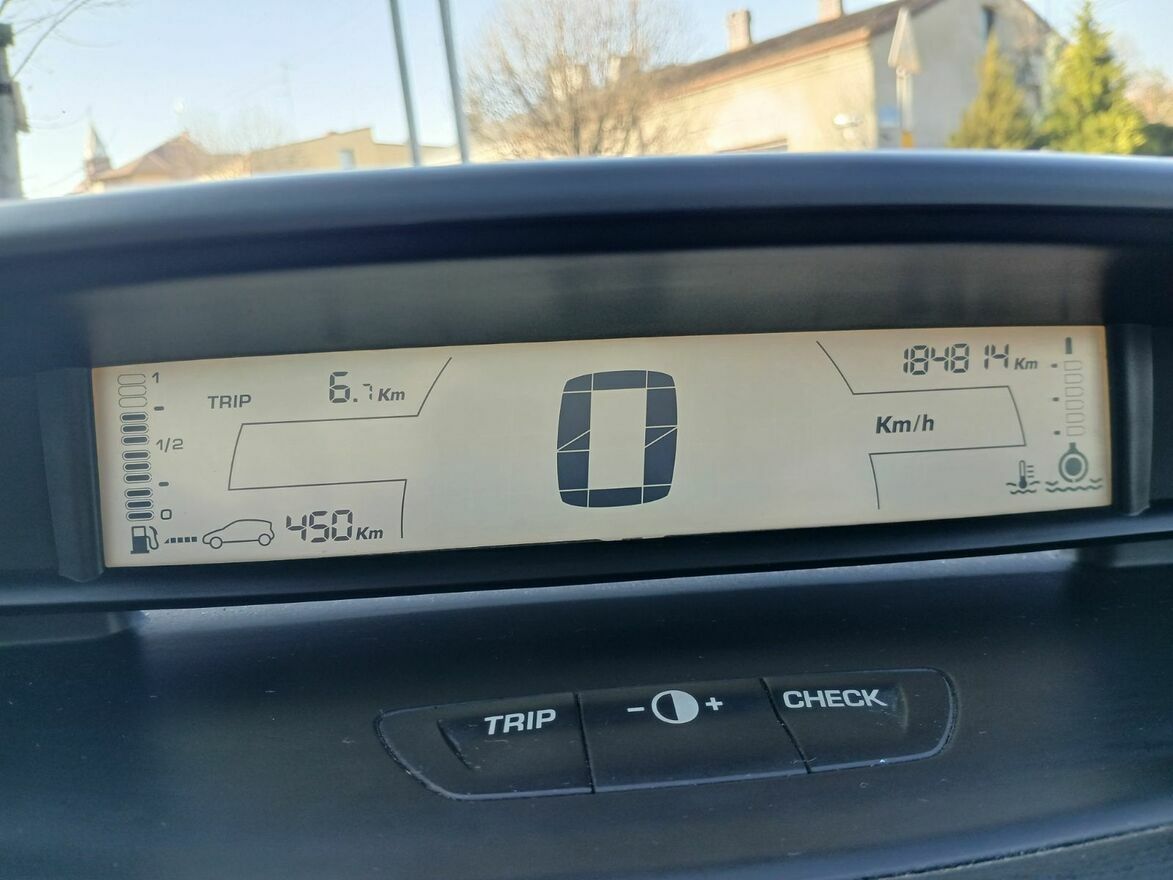 1
TRIP 6.7 Km
1/2
0
450 Km
0
184814 Km
Km/h
TRIP - + CHECK